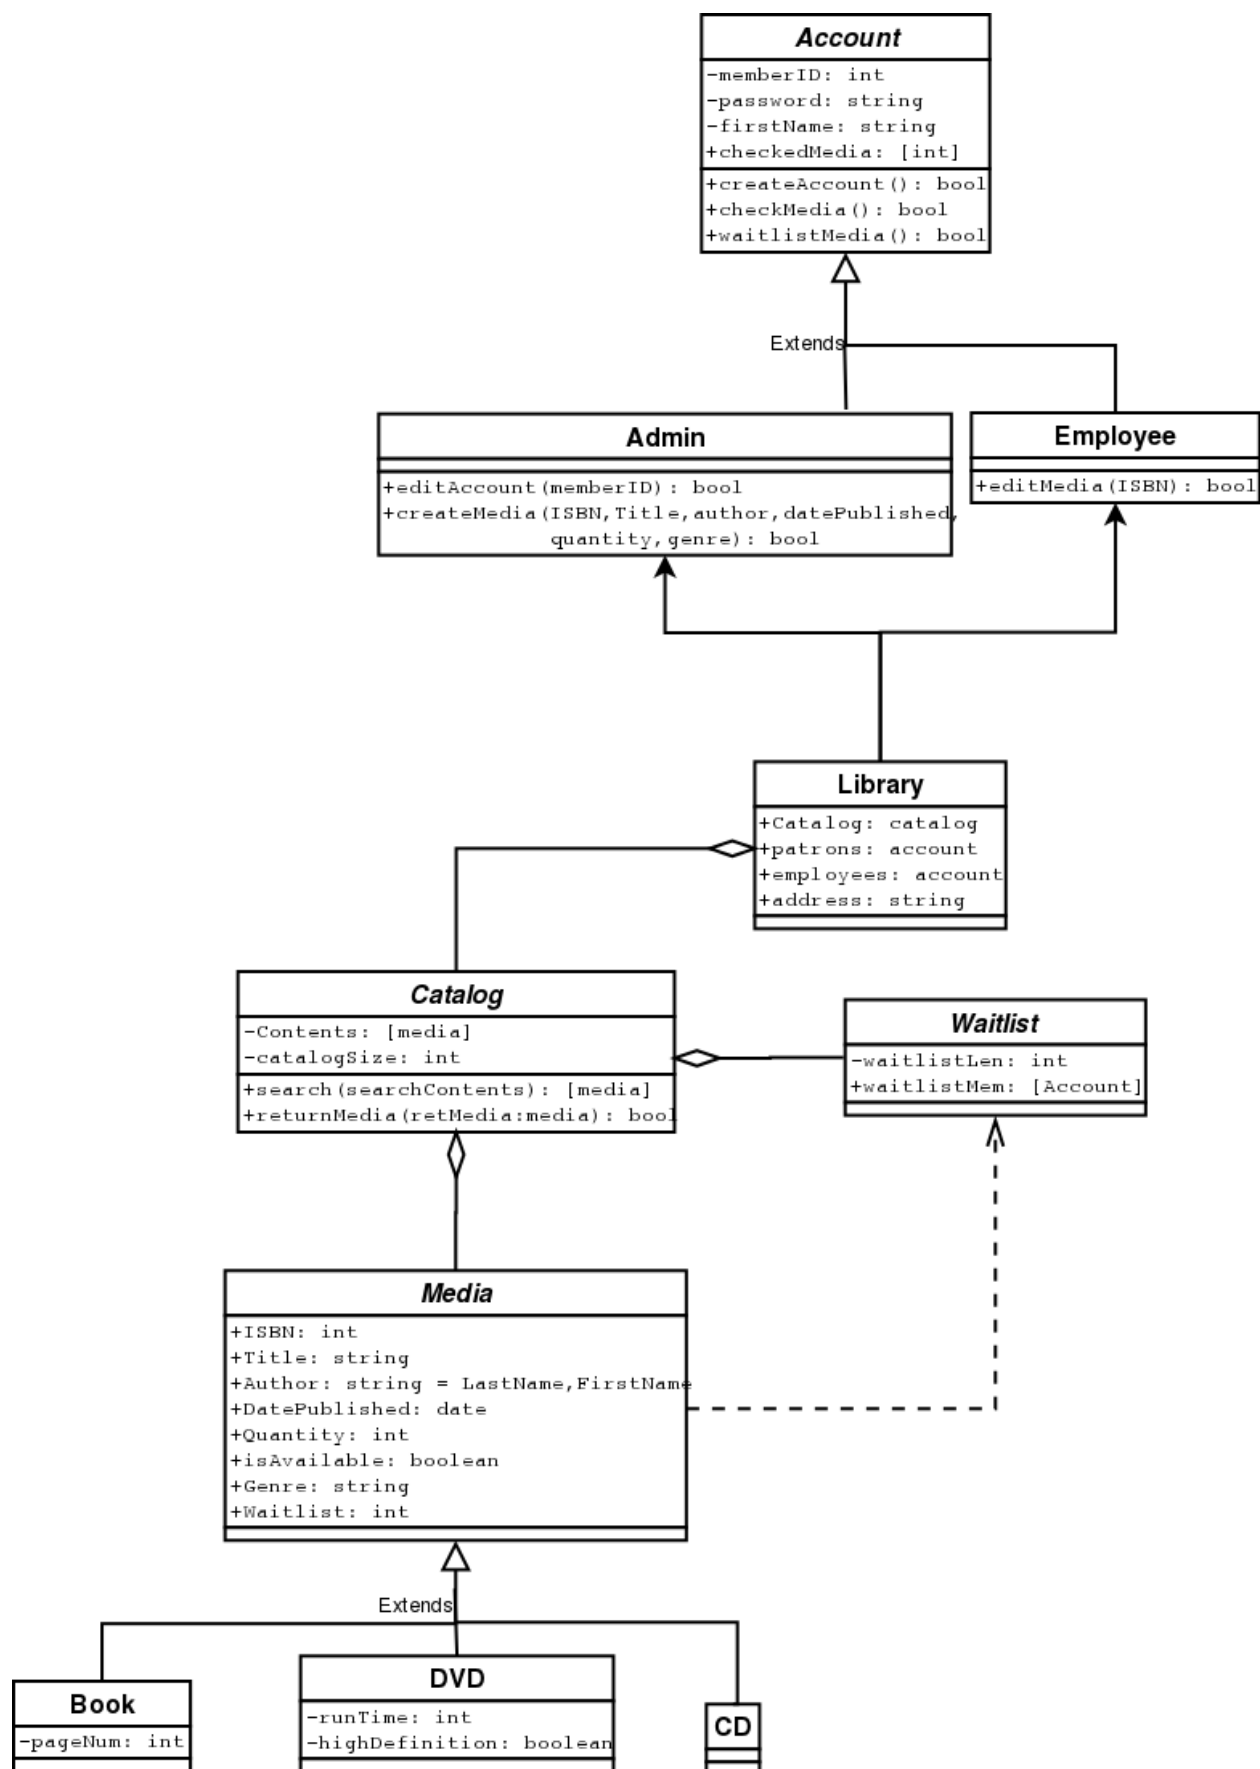 Account
-memberID: int
-password: string
-firstName: string
+checkedMedia: [int]
+createAccount(): bool
+checkMedia(): bool
+waitlistMedia(): bool
Extends
Admin
+editAccount(memberID): bool
+createMedia(ISBN,Title,author,datePublished,
quantity,genre): bool
Employee
+editMedia(ISBN): bool
Library
+Catalog: catalog
+patrons: account
+employees: account
+address: string
Catalog
-Contents: [media]
-catalogSize: int
+search(searchContents): [media]
+returnMedia(retMedia:media): bool
Waitlist
-waitlistLen: int
+waitlistMem: [Account]
Media
+ISBN: int
+Title: string
+Author: string = LastName,FirstName
+DatePublished: date
+Quantity: int
+isAvailable: boolean
+Genre: string
+Waitlist: int
Extends
Book
-pageNum: int
DVD
-runTime: int
-highDefinition: boolean
CD